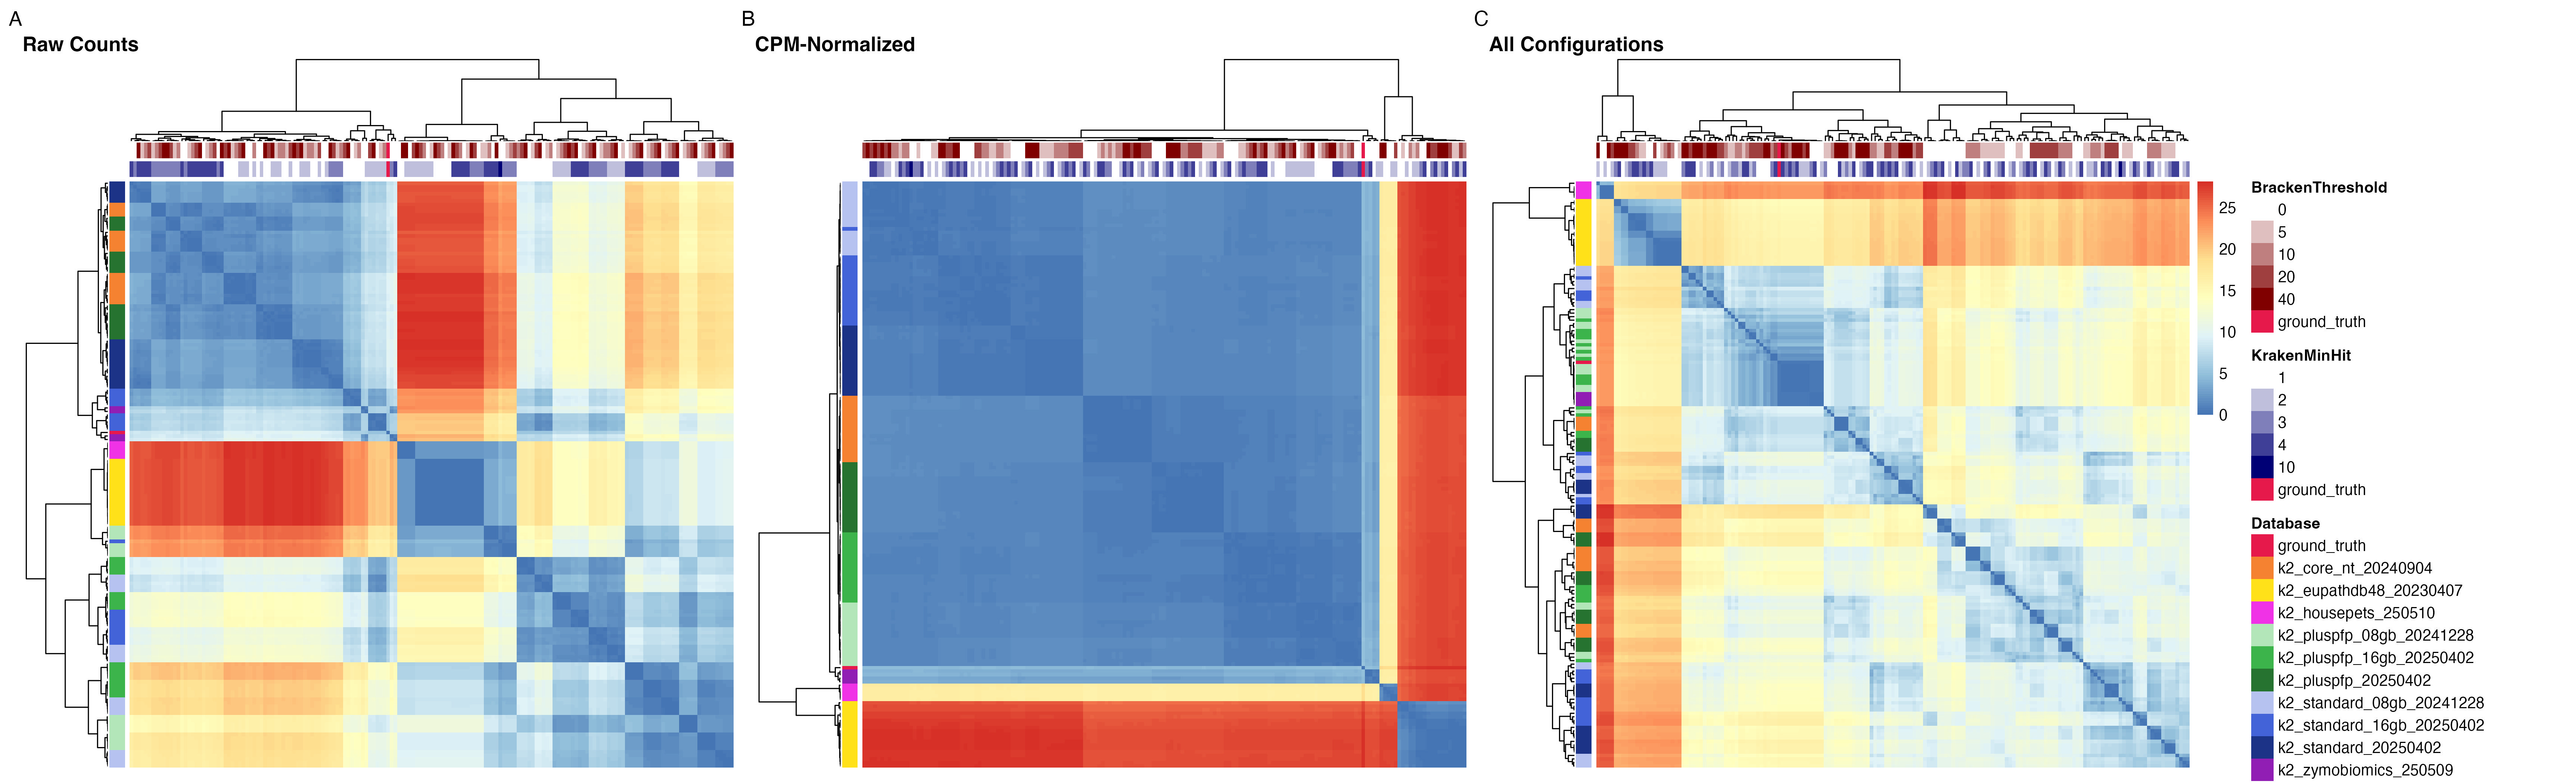 A
Raw Counts
B
CPM-Normalized
C
All Configurations
25
20
15
10
5
0
BrackenThreshold
0
5
10
20
40
ground_truth
KrakenMinHit
1
2
3
4
10
ground_truth
Database
ground_truth
k2_core_nt_20240904
k2_eupathdb48_20230407
k2_housepets_250510
k2_pluspfp_08gb_20241228
k2_pluspfp_16gb_20250402
k2_pluspfp_20250402
k2_standard_08gb_20241228
k2_standard_16gb_20250402
k2_standard_20250402
k2_zymobiomics_250509